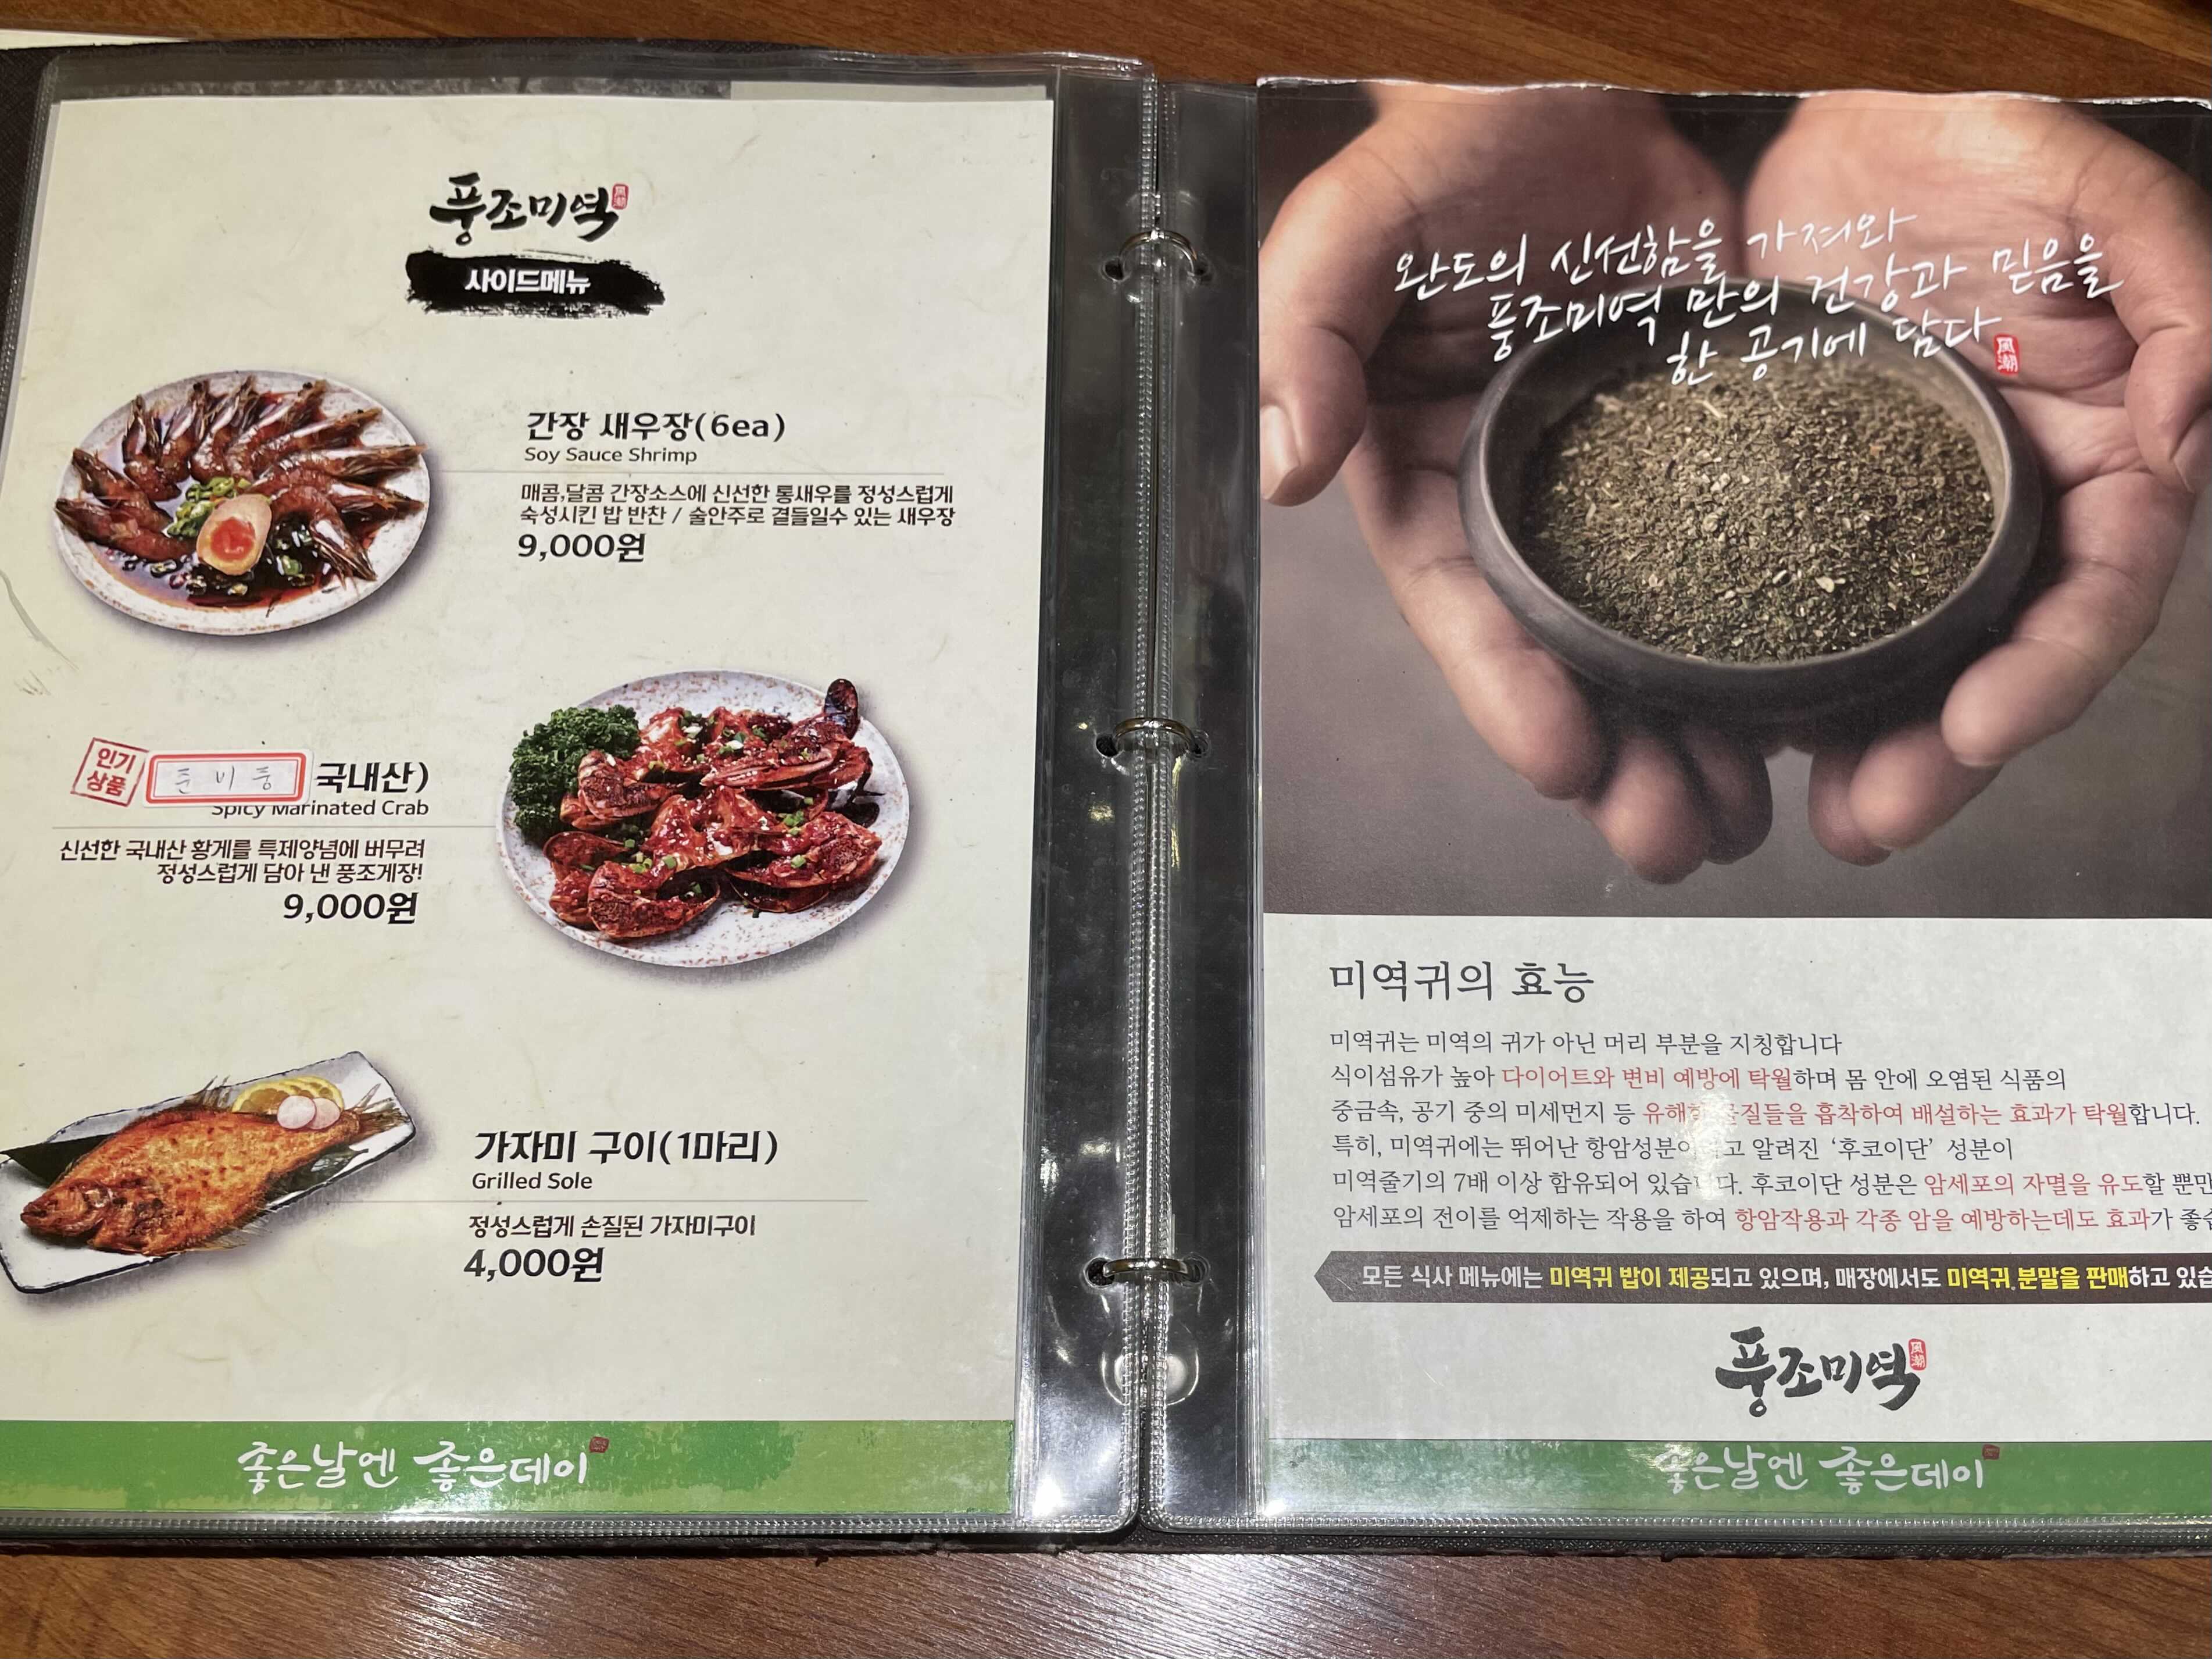 풍조미역
風潮
사이드메뉴
간장 새우장(6ea)
Soy Sauce Shrimp
매콤,달콤 간장소스에 신선한 통새우를 정성스럽게
숙성시킨 밥 반찬 / 술안주로 곁들일수 있는 새우장
9,000원
인기
상품
준비중
국내산)
Spicy Marinated Crab
신선한 국내산 황게를 특제양념에 버무려
정성스럽게 담아 낸 풍조게장!
9,000원
가자미 구이(1마리)
Grilled Sole
정성스럽게 손질된 가자미구이
4,000원
좋은날엔 좋은데이
완도의 신선함을 가져와
풍조미역 만의 건강과 믿음을
한 공기에 담다
風潮
미역귀의 효능
미역귀는 미역의 귀가 아닌 머리 부분을 지칭합니다
식이섬유가 높아 다이어트와 변비 예방에 탁월하며 몸 안에 오염된 식품의
중금속, 공기 중의 미세먼지 등 유해한 물질들을 흡착하여 배설하는 효과가 탁월합니다.
특히, 미역귀에는 뛰어난 항암성분이라고 알려진 ‘후코이단’ 성분이
미역줄기의 7배 이상 함유되어 있습니다. 후코이단 성분은 암세포의 자멸을 유도할 뿐만
암세포의 전이를 억제하는 작용을 하여 항암작용과 각종 암을 예방하는데도 효과가 좋습
모든 식사 메뉴에는 미역귀 밥이 제공되고 있으며, 매장에서도 미역귀 분말을 판매하고 있습
풍조미역
風潮
좋은날엔 좋은데이